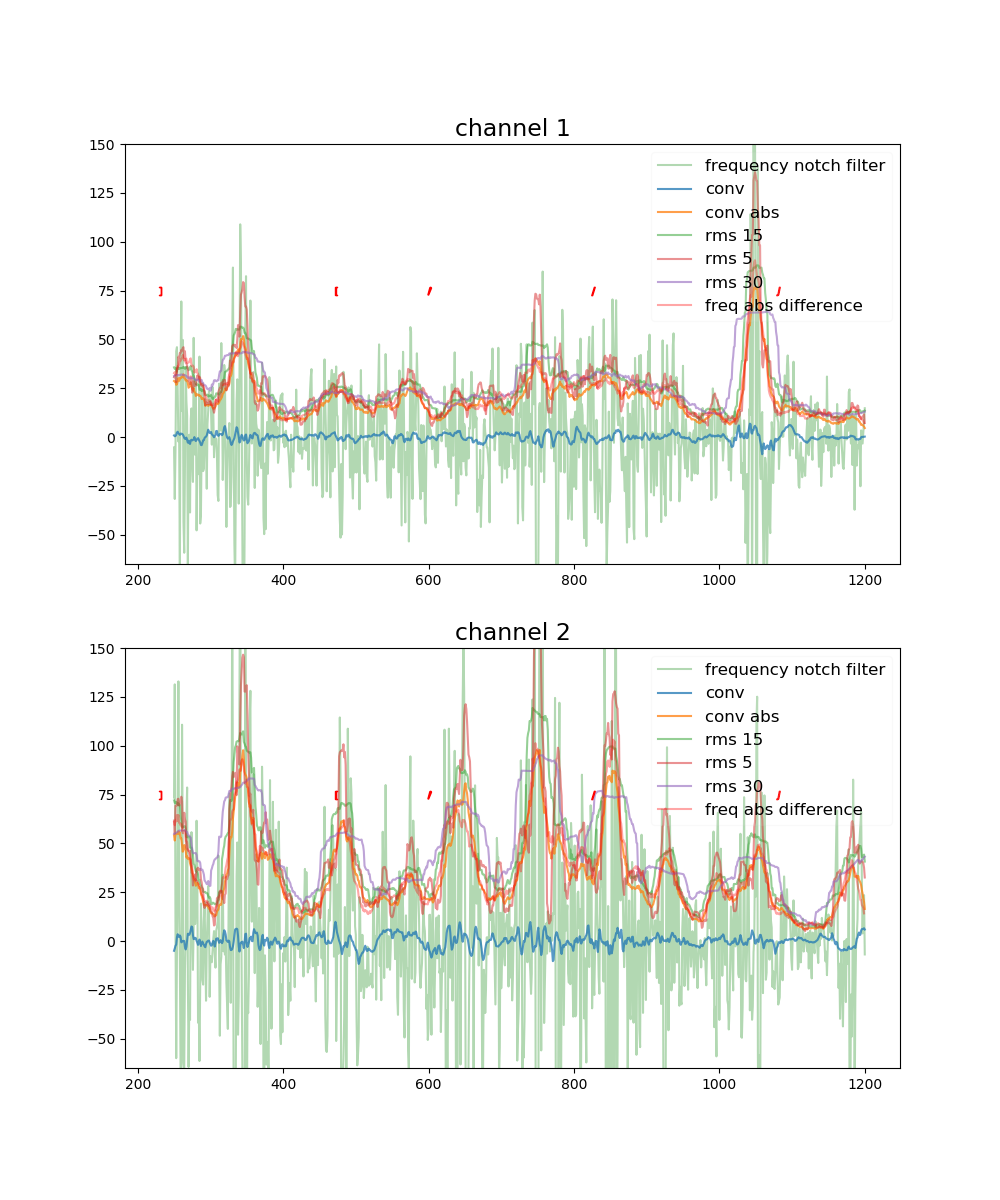 channel 1
150
125
100
75
50
25
0
−25
−50
frequency notch filter
conv
conv abs
rms 15
rms 5
rms 30
freq abs difference
] [ / / /
200 400 600 800 1000 1200
channel 2
150
125
100
75
50
25
0
−25
−50
frequency notch filter
conv
conv abs
rms 15
rms 5
rms 30
freq abs difference
] [ / / /
200 400 600 800 1000 1200